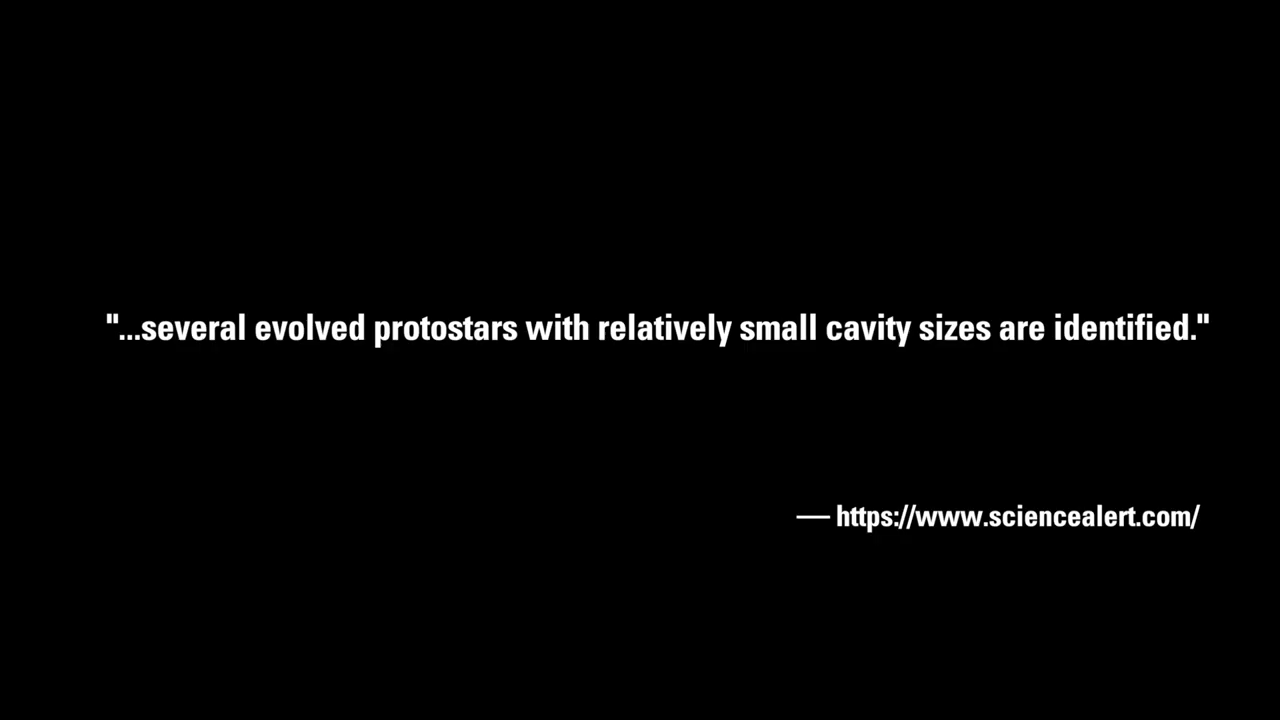 "...several evolved protostars with relatively small cavity sizes are identified."
— https://www.sciencealert.com/